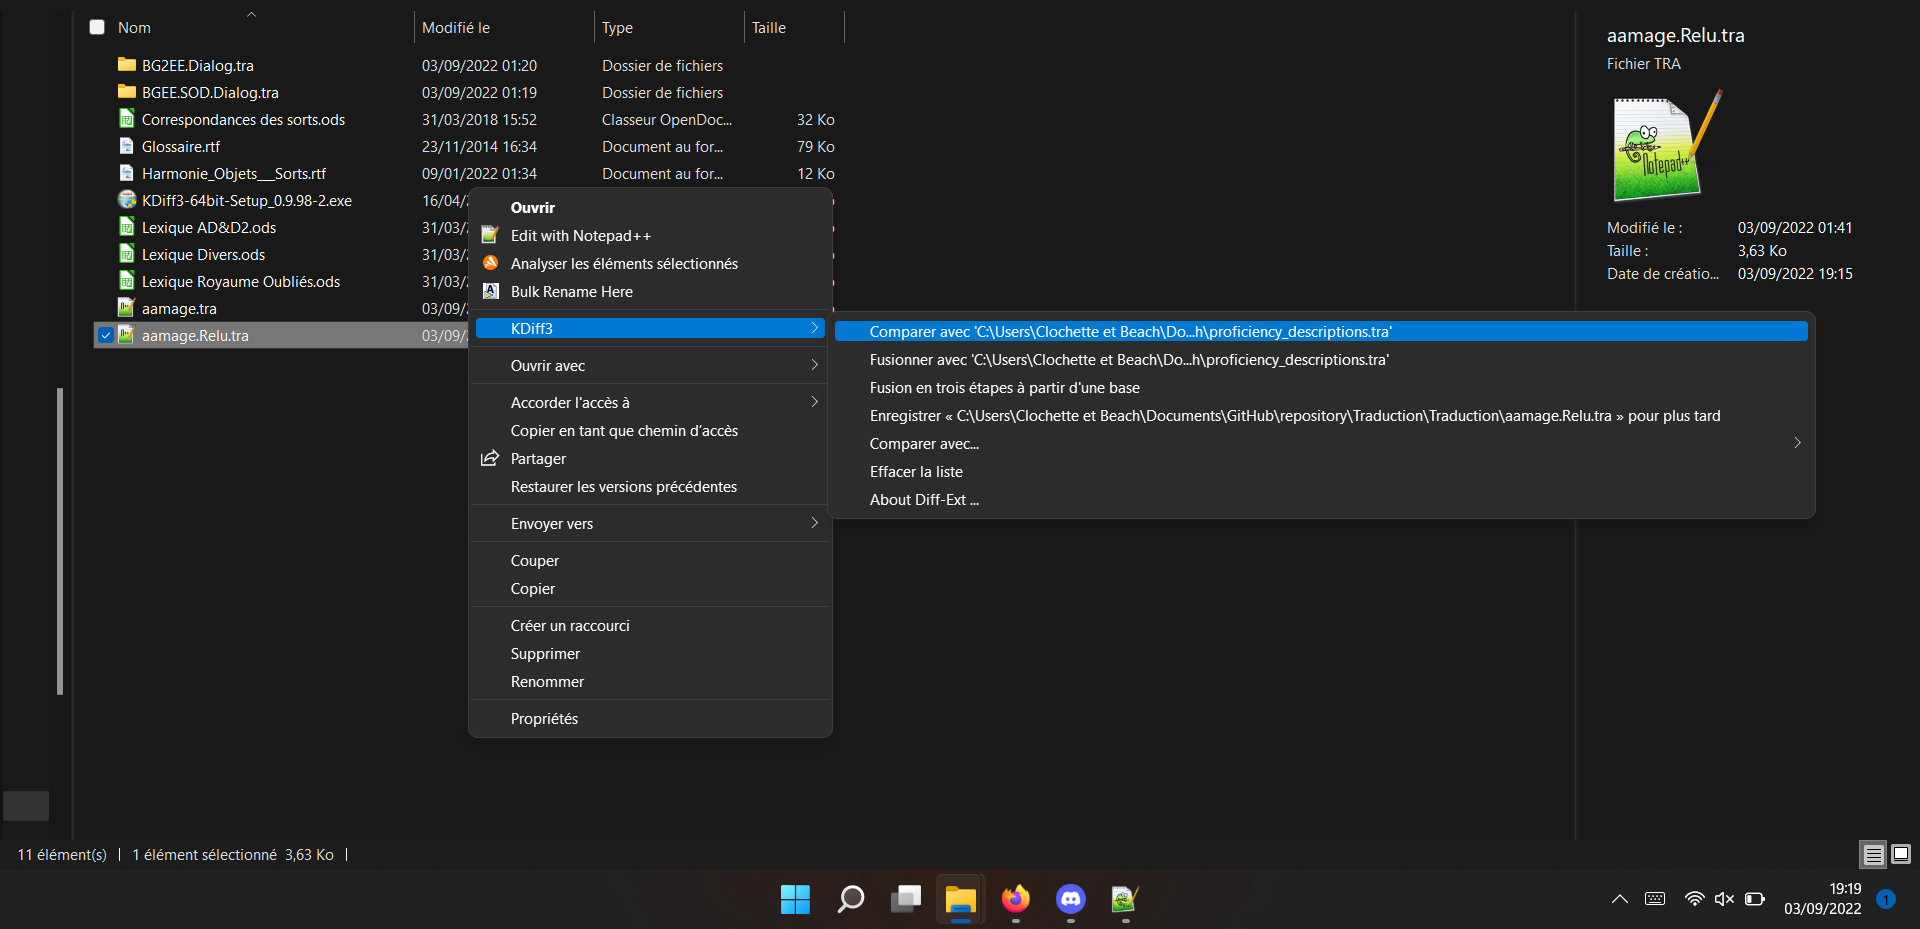 Nom Modifié le Type Taille
BG2EE.Dialog.tra 03/09/2022 01:20 Dossier de fichiers
BGEE.SOD.Dialog.tra 03/09/2022 01:19 Dossier de fichiers
Correspondances des sorts.ods 31/03/2018 15:52 Classeur OpenDoc... 32 Ko
Glossaire.rtf 23/11/2014 16:34 Document au for... 79 Ko
Harmonie_Objets___Sorts.rtf 09/01/2022 01:34 Document au for... 12 Ko
KDiff3-64bit-Setup_0.9.98-2.exe 16/04/
Lexique AD&D2.ods 31/03/
Lexique Divers.ods 31/03/
Lexique Royaume Oubliés.ods 31/03/
aamage.tra 03/09/
aamage.Relu.tra 03/09/
Ouvrir
Edit with Notepad++
Analyser les éléments sélectionnés
Bulk Rename Here
KDiff3
Ouvrir avec
Accorder l'accès à
Copier en tant que chemin d'accès
Partager
Restaurer les versions précédentes
Envoyer vers
Couper
Copier
Créer un raccourci
Supprimer
Renommer
Propriétés
Comparer avec 'C:\Users\Clochette et Beach\Do...h\proficiency_descriptions.tra'
Fusionner avec 'C:\Users\Clochette et Beach\Do...h\proficiency_descriptions.tra'
Fusion en trois étapes à partir d'une base
Enregistrer « C:\Users\Clochette et Beach\Documents\GitHub\repository\Traduction\Traduction\aamage.Relu.tra » pour plus tard
Comparer avec...
Effacer la liste
About Diff-Ext ...
aamage.Relu.tra
Fichier TRA
Notepad++
Modifié le : 03/09/2022 01:41
Taille : 3,63 Ko
Date de créatio... 03/09/2022 19:15
11 élément(s) 1 élément sélectionné 3,63 Ko
19:19
03/09/2022
1